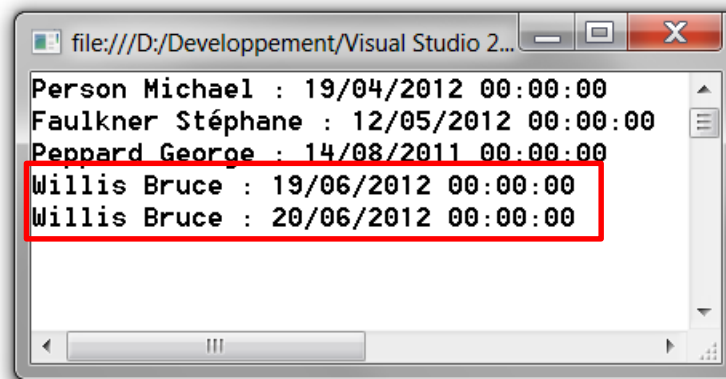 file:///D:/Developpement/Visual Studio 2...
Person Michael : 19/04/2012 00:00:00
Faulkner Stéphane : 12/05/2012 00:00:00
Peppard George : 14/08/2011 00:00:00
Willis Bruce : 19/06/2012 00:00:00
Willis Bruce : 20/06/2012 00:00:00